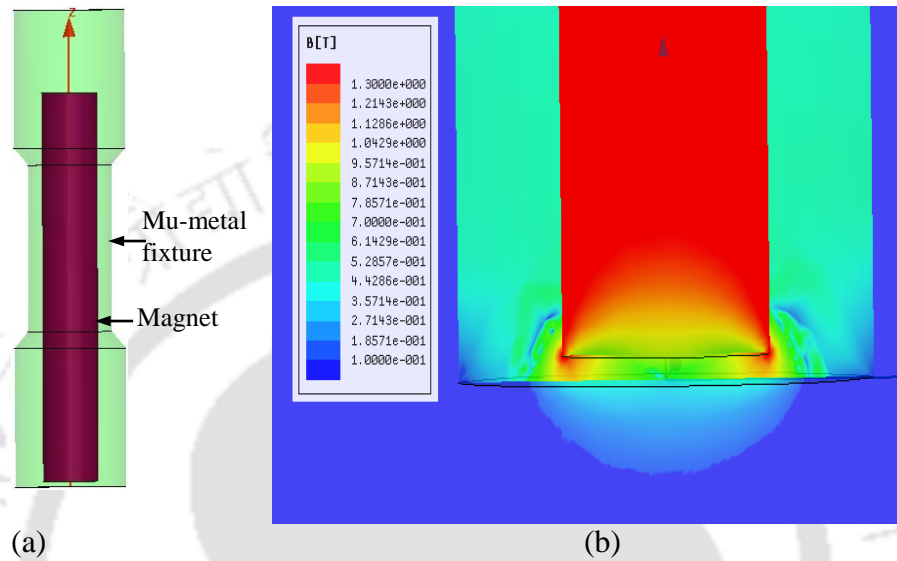 Z
Mu-metal
fixture
Magnet
(a)
B[T]
1.3000e+000
1.2143e+000
1.1286e+000
1.0429e+000
9.5714e-001
8.7143e-001
7.8571e-001
7.0000e-001
6.1429e-001
5.2857e-001
4.4286e-001
3.5714e-001
2.7143e-001
1.8571e-001
1.0000e-001
(b)